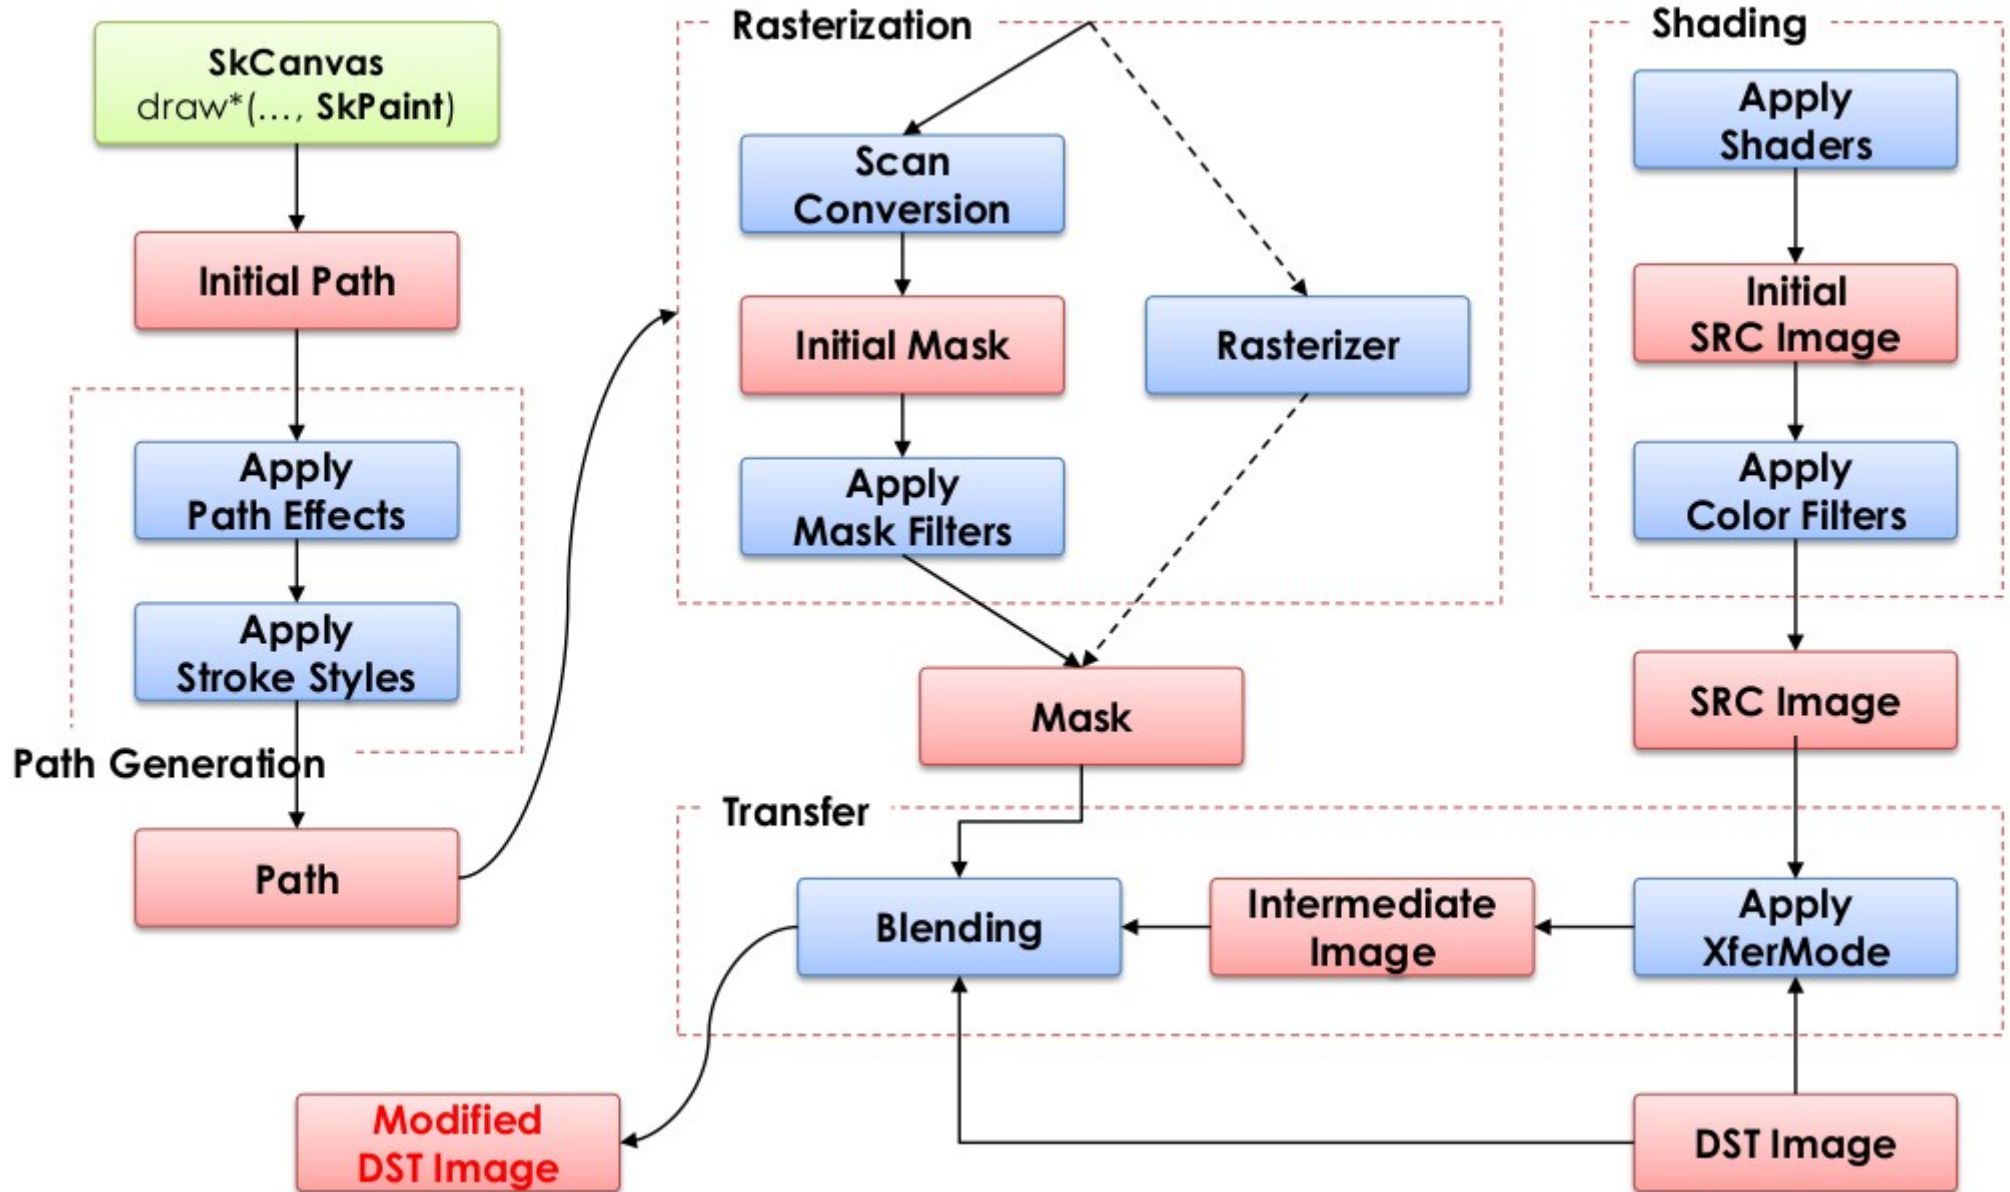 SkCanvas
draw*(..., SkPaint)
Initial Path
Apply
Path Effects
Apply
Stroke Styles
Path Generation
Path
Rasterization
Scan
Conversion
Initial Mask
Apply
Mask Filters
Rasterizer
Mask
Shading
Apply
Shaders
Initial
SRC Image
Apply
Color Filters
SRC Image
Transfer
Blending
Intermediate
Image
Apply
XferMode
Modified
DST Image
DST Image